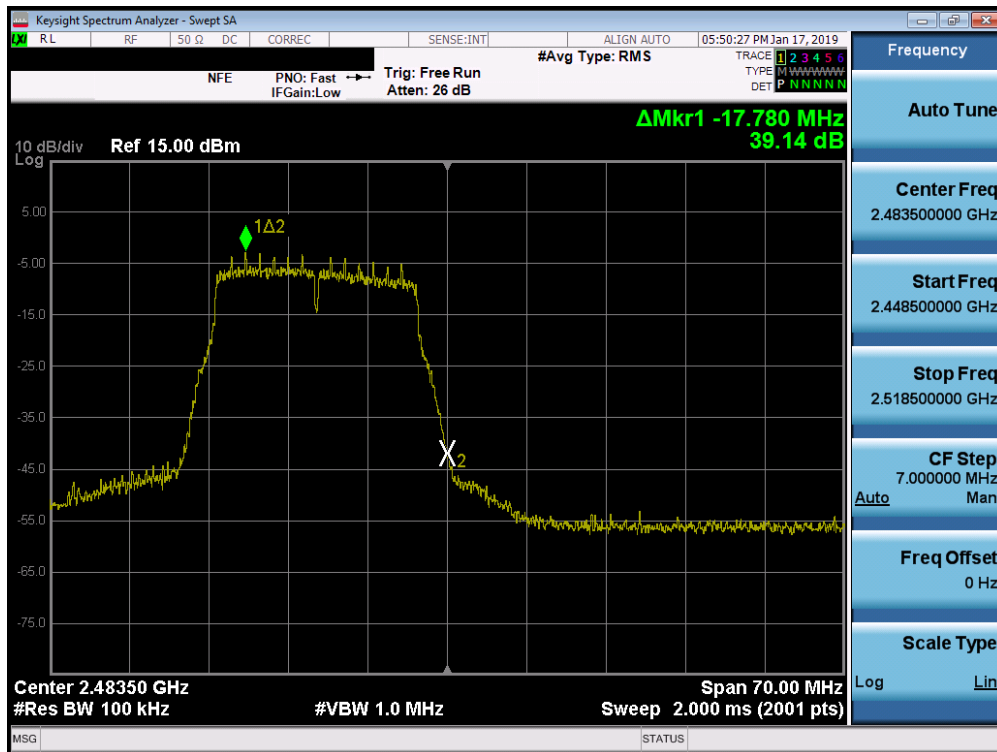 Keysight Spectrum Analyzer - Swept SA
LXI RL RF 50 Ω DC CORREC SENSE:INT ALIGN AUTO 05:50:27 PM Jan 17, 2019
#Avg Type: RMS
TRACE 1 2 3 4 5 6
TYPE M WWWWW
DET P N N N N N
NFE
PNO: Fast
IFGain:Low
Trig: Free Run
Atten: 26 dB
ΔMkr1 -17.780 MHz
39.14 dB
10 dB/div Ref 15.00 dBm
Log
1Δ2
5.00
-5.00
-15.0
-25.0
-35.0
-45.0
-55.0
-65.0
-75.0
X2
Center 2.48350 GHz Span 70.00 MHz
#Res BW 100 kHz #VBW 1.0 MHz Sweep 2.000 ms (2001 pts)
MSG STATUS
Frequency
Auto Tune
Center Freq
2.483500000 GHz
Start Freq
2.448500000 GHz
Stop Freq
2.518500000 GHz
CF Step
7.000000 MHz
Auto Man
Freq Offset
0 Hz
Scale Type
Log Lin